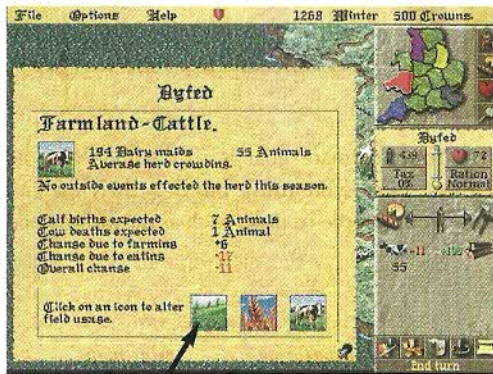 File Options Help 1268 Winter 500 Crowns
Dyfed
Farmland-Cattle.
194 Dairy maids 55 Animals
Average herd crowding.
No outside events effected the herd this season.
Calf births expected 7 Animals
Cow deaths expected 1 Animal
Change due to farming +6
Change due to eating -17
Overall change -11
Click on an icon to alter
field usage.
Dyfed
439 72
Tax Ration
0% Normal
-11
55
End turn